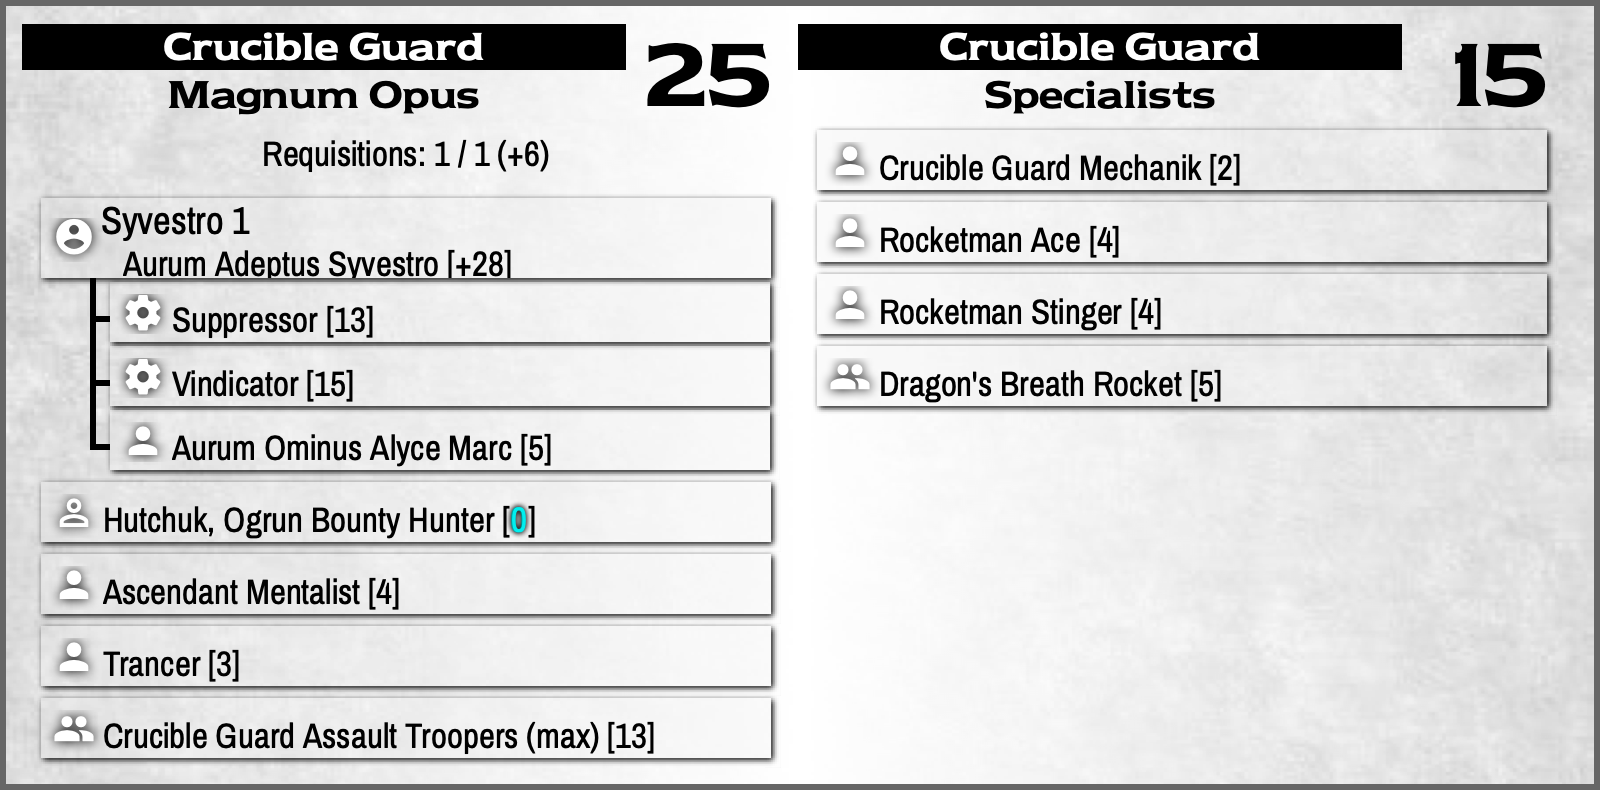 Crucible Guard
Magnum Opus
25
Requisitions: 1 / 1 (+6)
Syvestro 1
Aurum Adeptus Syvestro [+28]
Suppressor [13]
Vindicator [15]
Aurum Ominus Alyce Marc [5]
Hutchuk, Ogrun Bounty Hunter [0]
Ascendant Mentalist [4]
Trancer [3]
Crucible Guard Assault Troopers (max) [13]
Crucible Guard
Specialists
15
Crucible Guard Mechanik [2]
Rocketman Ace [4]
Rocketman Stinger [4]
Dragon's Breath Rocket [5]